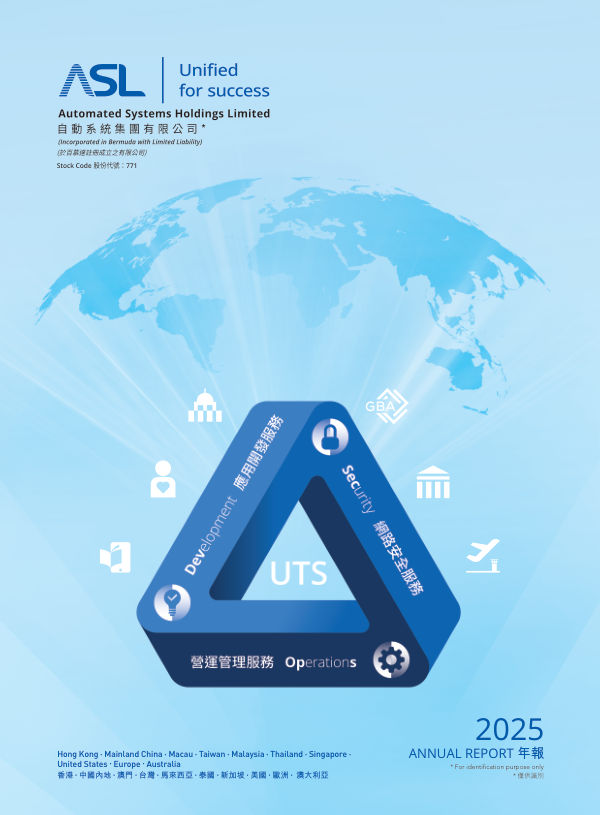 ASL
Unified
for success
Automated Systems Holdings Limited
自動系統集團有限公司*
(Incorporated in Bermuda with Limited Liability)
(於百慕達註冊成立之有限公司)
Stock Code 股份代號：771
GBA
Development 應用開發服務
Security 網路安全服務
UTS
營運管理服務 Operations
2025
ANNUAL REPORT 年報
* For identification purpose only
* 僅供識別
Hong Kong · Mainland China · Macau · Taiwan · Malaysia · Thailand · Singapore ·
United States · Europe · Australia
香港 · 中國內地 · 澳門 · 台灣 · 馬來西亞 · 泰國 · 新加坡 · 美國 · 歐洲 · 澳大利亞